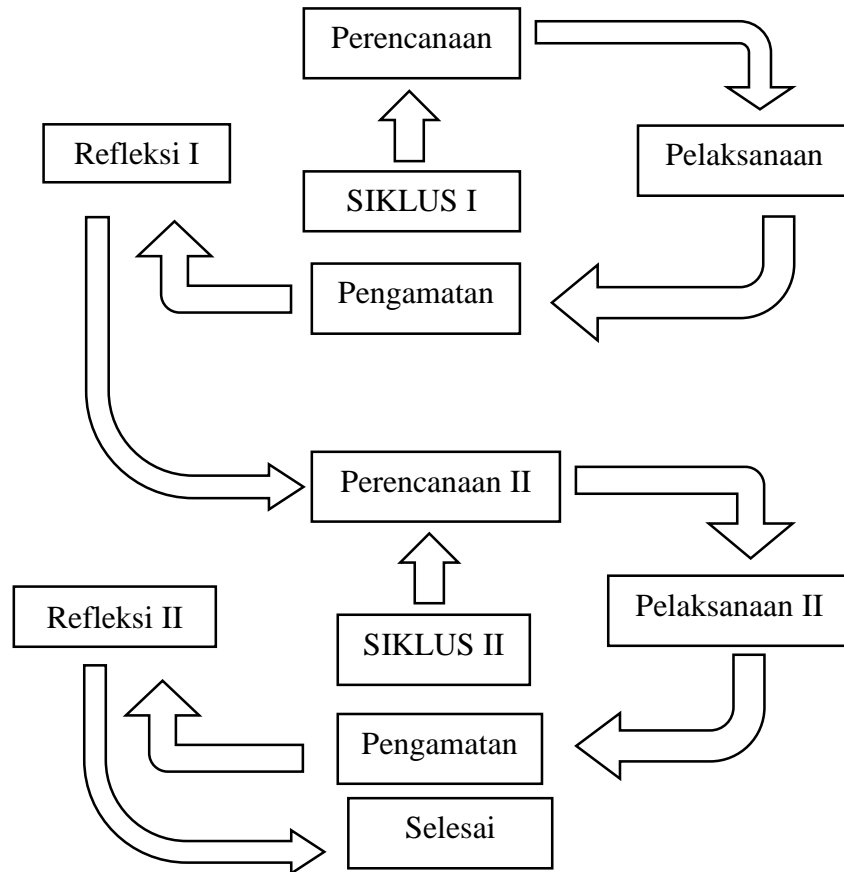 Perencanaan
Refleksi I
Pelaksanaan
SIKLUS I
Pengamatan
Perencanaan II
Refleksi II
Pelaksanaan II
SIKLUS II
Pengamatan
Selesai